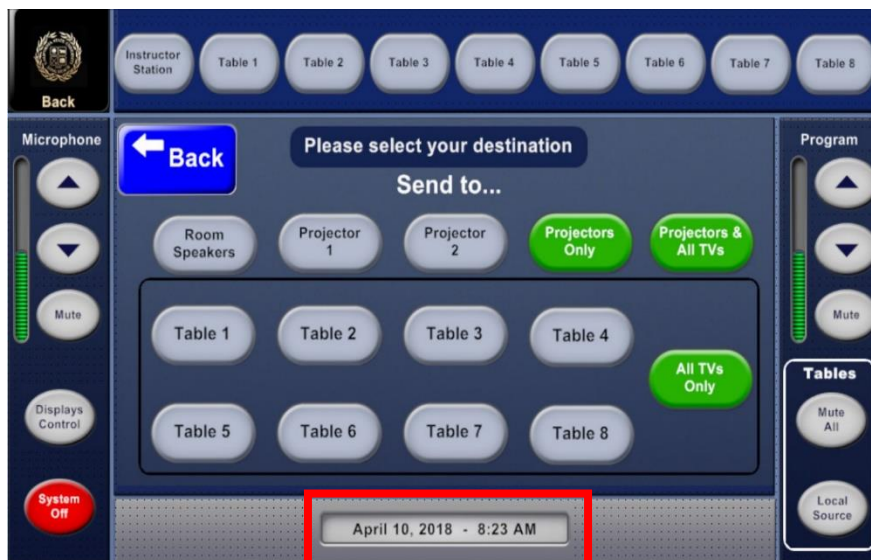 Back
Instructor
Station
Table 1
Table 2
Table 3
Table 4
Table 5
Table 6
Table 7
Table 8
Microphone
Mute
Displays
Control
System
Off
Back
Please select your destination
Send to...
Room
Speakers
Projector
1
Projector
2
Projectors
Only
Projectors &
All TVs
Table 1
Table 2
Table 3
Table 4
All TVs
Only
Table 5
Table 6
Table 7
Table 8
Program
Mute
Tables
Mute
All
Local
Source
April 10, 2018 - 8:23 AM